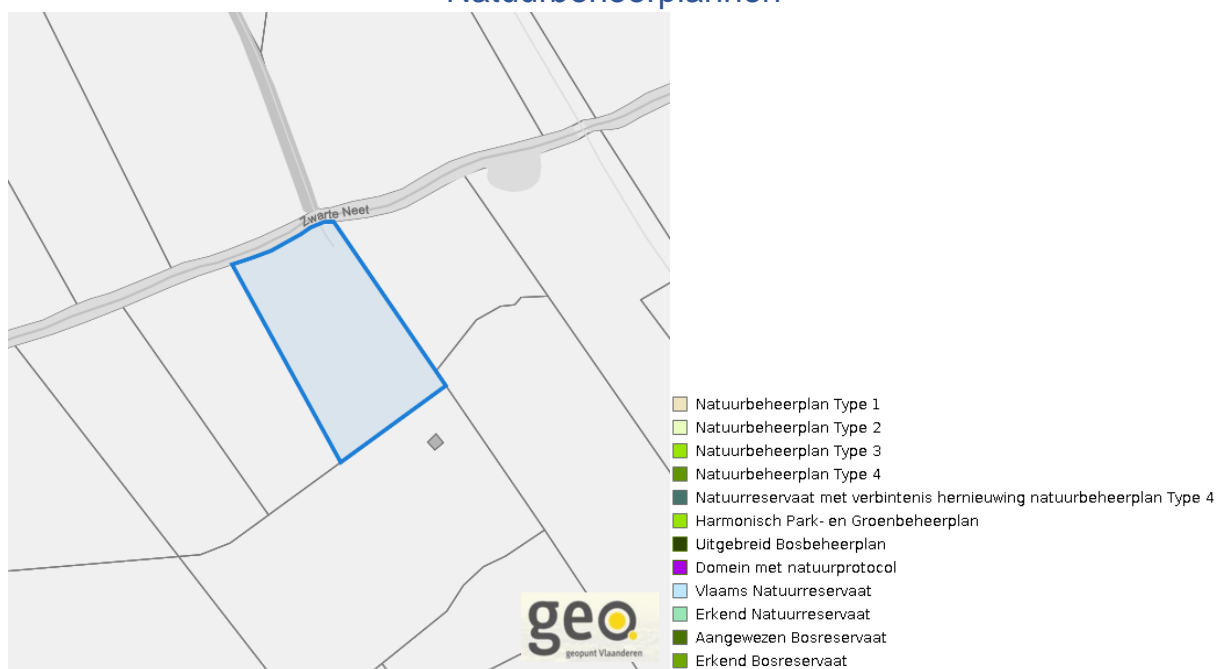 Natuurbeheerplannen
Zwarte Neet
Natuurbeheerplan Type 1
Natuurbeheerplan Type 2
Natuurbeheerplan Type 3
Natuurbeheerplan Type 4
Natuurreservaat met verbintenis hernieuwing natuurbeheerplan Type 4
Harmonisch Park- en Groenbeheerplan
Uitgebreid Bosbeheerplan
Domein met natuurprotocol
Vlaams Natuurreservaat
Erkend Natuurreservaat
Aangewezen Bosreservaat
Erkend Bosreservaat
geo
geopunt Vlaanderen